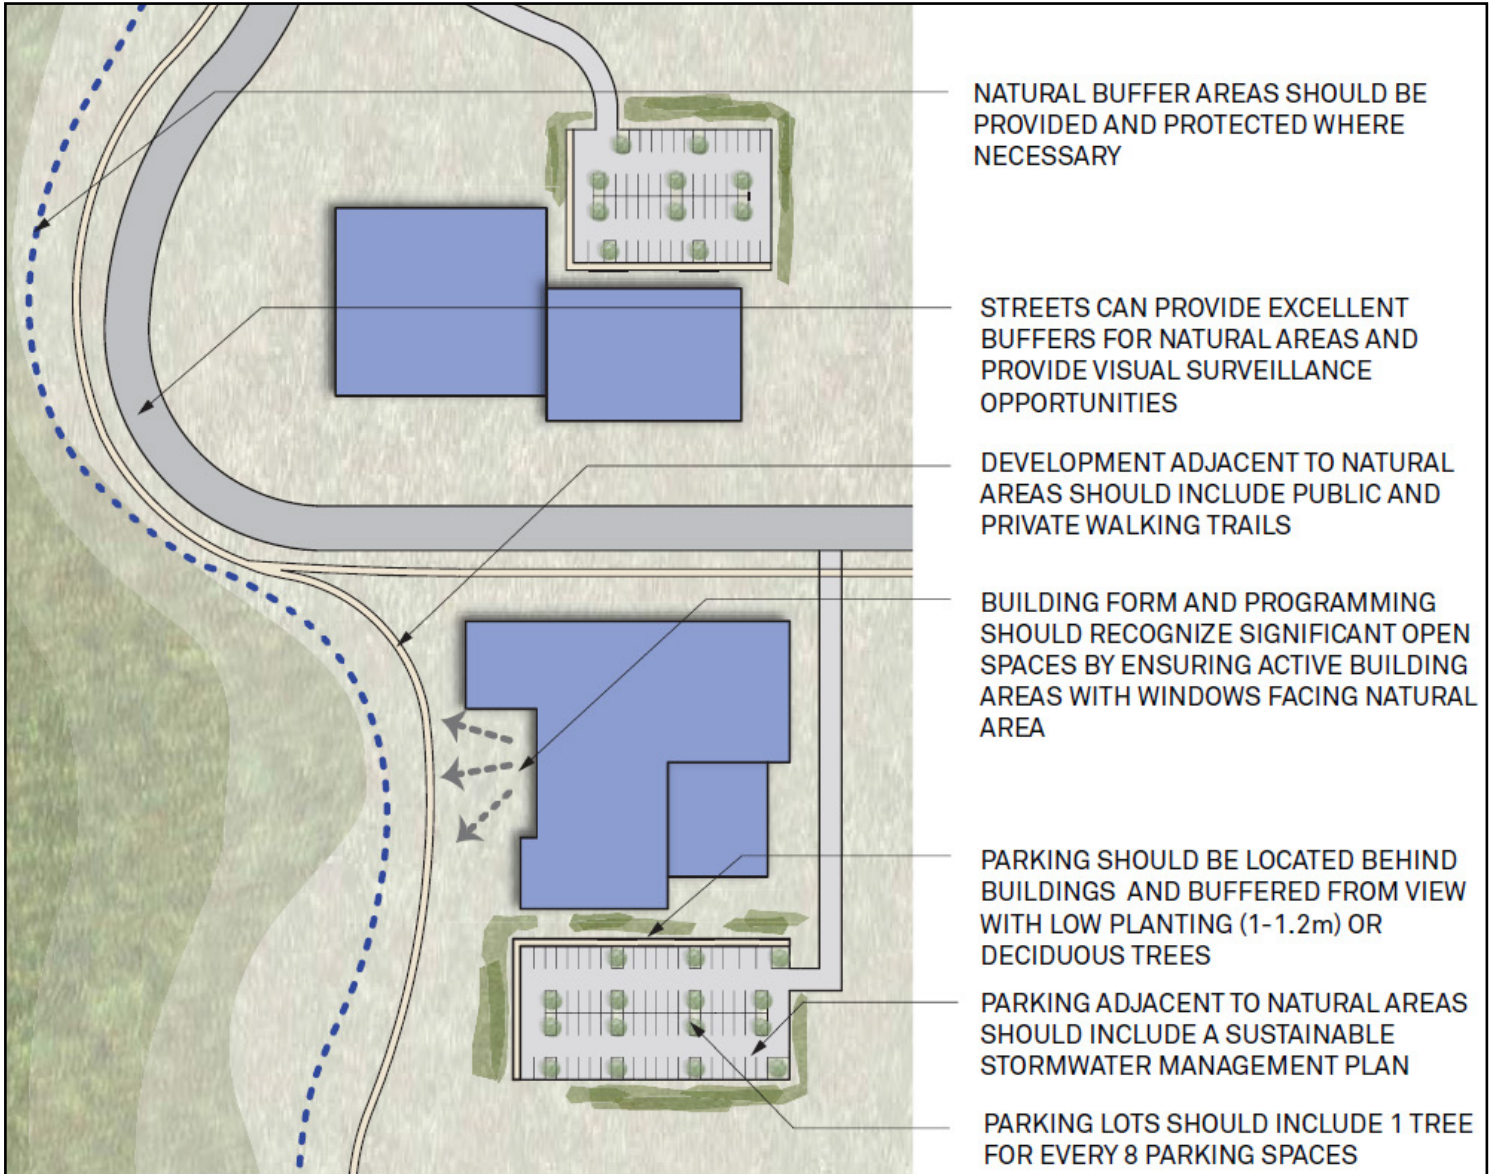 NATURAL BUFFER AREAS SHOULD BE
PROVIDED AND PROTECTED WHERE
NECESSARY
STREETS CAN PROVIDE EXCELLENT
BUFFERS FOR NATURAL AREAS AND
PROVIDE VISUAL SURVEILLANCE
OPPORTUNITIES
DEVELOPMENT ADJACENT TO NATURAL
AREAS SHOULD INCLUDE PUBLIC AND
PRIVATE WALKING TRAILS
BUILDING FORM AND PROGRAMMING
SHOULD RECOGNIZE SIGNIFICANT OPEN
SPACES BY ENSURING ACTIVE BUILDING
AREAS WITH WINDOWS FACING NATURAL
AREA
PARKING SHOULD BE LOCATED BEHIND
BUILDINGS AND BUFFERED FROM VIEW
WITH LOW PLANTING (1-1.2m) OR
DECIDUOUS TREES
PARKING ADJACENT TO NATURAL AREAS
SHOULD INCLUDE A SUSTAINABLE
STORMWATER MANAGEMENT PLAN
PARKING LOTS SHOULD INCLUDE 1 TREE
FOR EVERY 8 PARKING SPACES